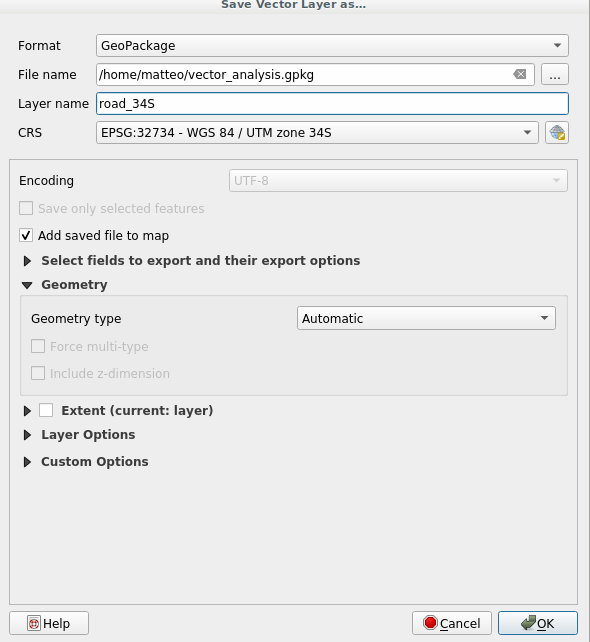 Save Vector Layer as...
Format GeoPackage
File name /home/matteo/vector_analysis.gpkg ...
Layer name road_34S
CRS EPSG:32734 - WGS 84 / UTM zone 34S
Encoding UTF-8
Save only selected features
Add saved file to map
Select fields to export and their export options
Geometry
Geometry type Automatic
Force multi-type
Include z-dimension
Extent (current: layer)
Layer Options
Custom Options
Help Cancel OK